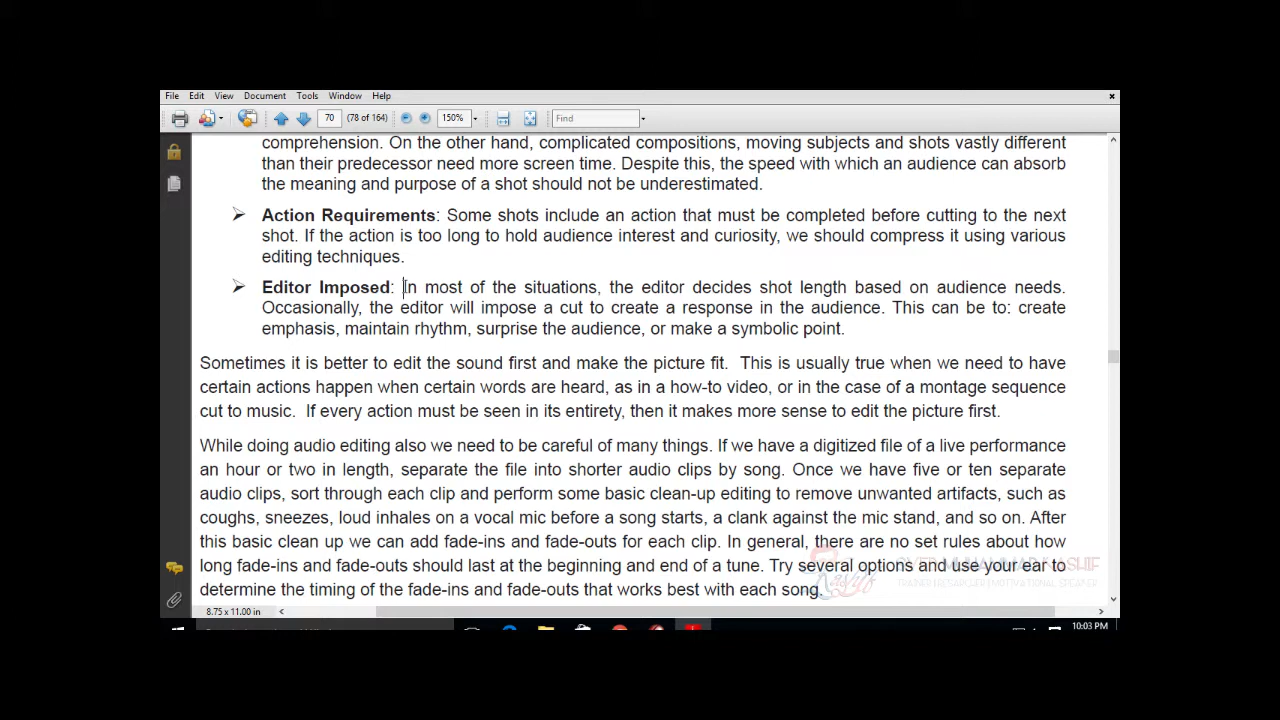 File Edit View Document Tools Window Help
70 (78 of 164) 150% Find
comprehension. On the other hand, complicated compositions, moving subjects and shots vastly different
than their predecessor need more screen time. Despite this, the speed with which an audience can absorb
the meaning and purpose of a shot should not be underestimated.
Action Requirements: Some shots include an action that must be completed before cutting to the next
shot. If the action is too long to hold audience interest and curiosity, we should compress it using various
editing techniques.
Editor Imposed: In most of the situations, the editor decides shot length based on audience needs.
Occasionally, the editor will impose a cut to create a response in the audience. This can be to: create
emphasis, maintain rhythm, surprise the audience, or make a symbolic point.
Sometimes it is better to edit the sound first and make the picture fit. This is usually true when we need to have
certain actions happen when certain words are heard, as in a how-to video, or in the case of a montage sequence
cut to music. If every action must be seen in its entirety, then it makes more sense to edit the picture first.
While doing audio editing also we need to be careful of many things. If we have a digitized file of a live performance
an hour or two in length, separate the file into shorter audio clips by song. Once we have five or ten separate
audio clips, sort through each clip and perform some basic clean-up editing to remove unwanted artifacts, such as
coughs, sneezes, loud inhales on a vocal mic before a song starts, a clank against the mic stand, and so on. After
this basic clean up we can add fade-ins and fade-outs for each clip. In general, there are no set rules about how
long fade-ins and fade-outs should last at the beginning and end of a tune. Try several options and use your ear to
determine the timing of the fade-ins and fade-outs that works best with each song.
8.75 x 11.00 in
10:03 PM